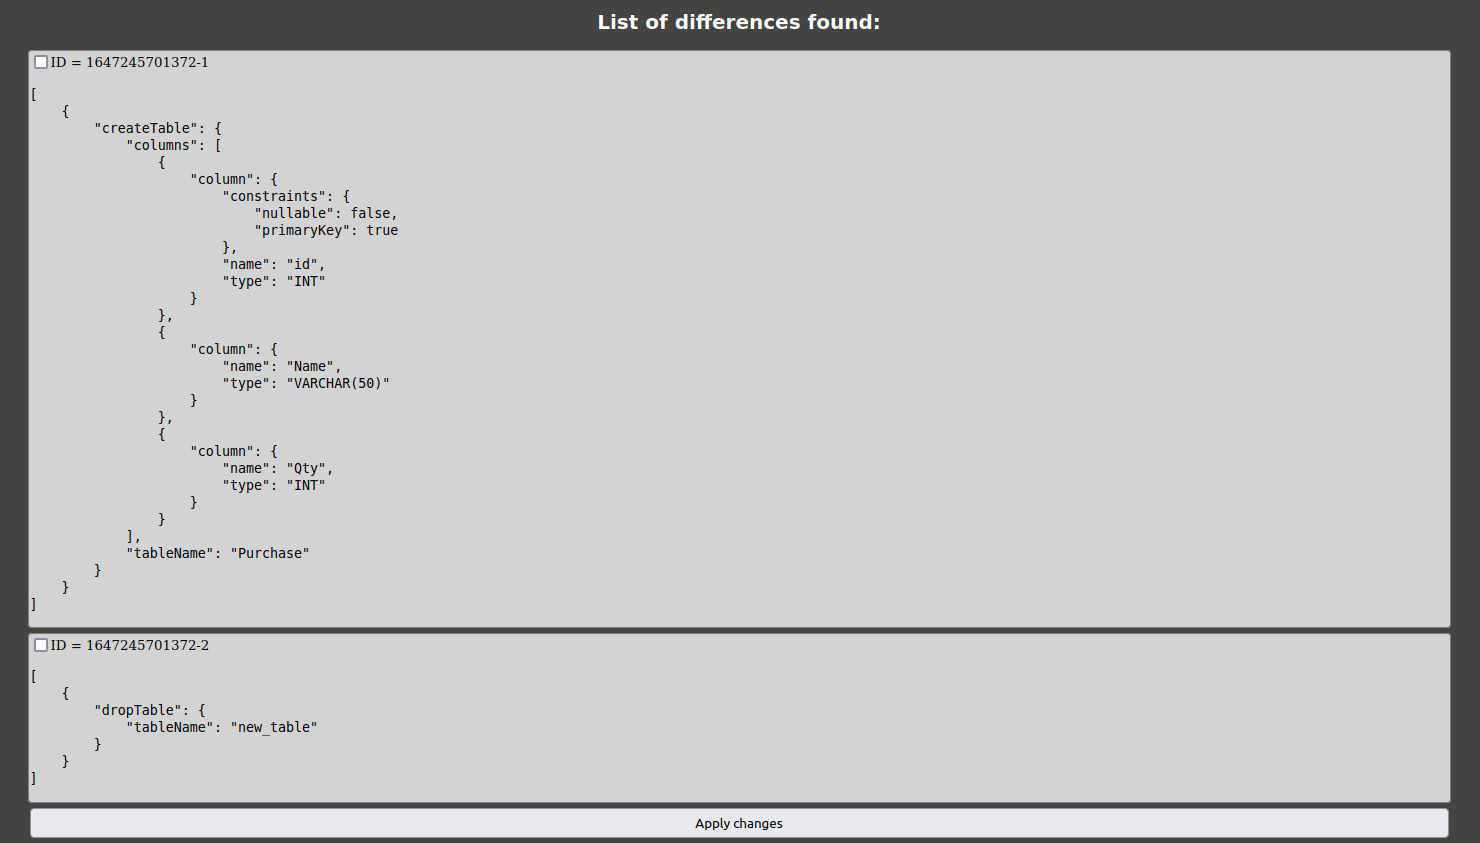 List of differences found:
ID = 1647245701372-1
[
    {
        "createTable": {
            "columns": [
                {
                    "column": {
                        "constraints": {
                            "nullable": false,
                            "primaryKey": true
                        },
                        "name": "id",
                        "type": "INT"
                    }
                },
                {
                    "column": {
                        "name": "Name",
                        "type": "VARCHAR(50)"
                    }
                },
                {
                    "column": {
                        "name": "Qty",
                        "type": "INT"
                    }
                }
            ],
            "tableName": "Purchase"
        }
    }
]
ID = 1647245701372-2
[
    {
        "dropTable": {
            "tableName": "new_table"
        }
    }
]
Apply changes